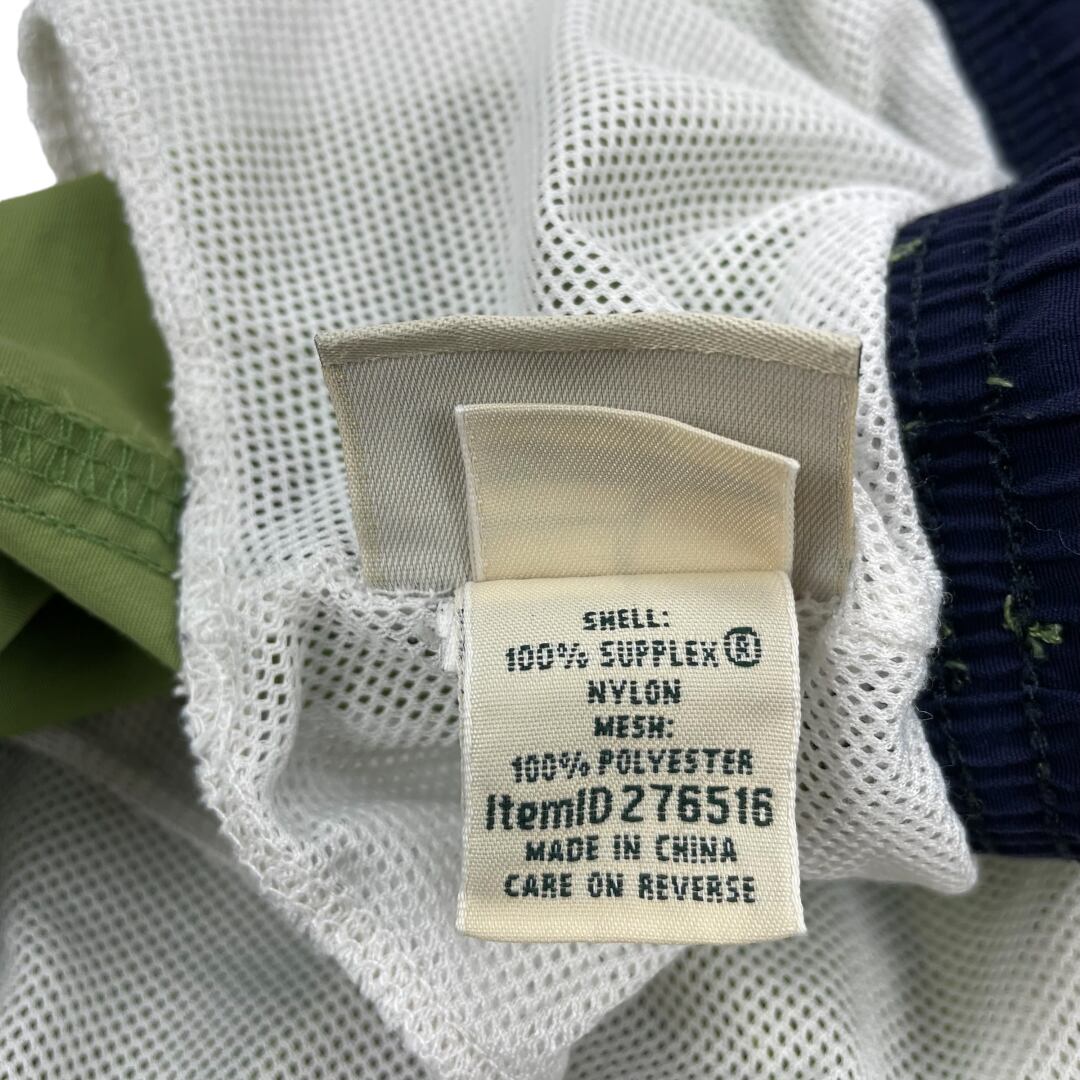 SHELL:
100% SUPPLEX®
NYLON
MESH:
100% POLYESTER
ItemID 276516
MADE IN CHINA
CARE ON REVERSE